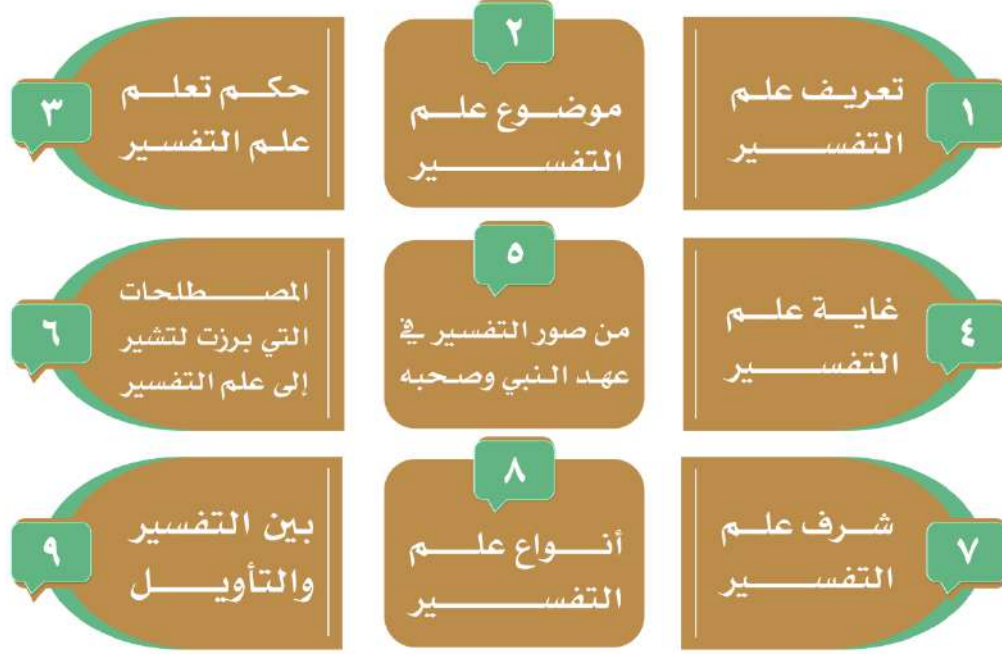 ١
تعريف علم
التفسير
٢
موضوع علم
التفسير
٣
حكم تعلم
علم التفسير
٤
غاية علم
التفسير
٥
من صور التفسير في
عهد النبي وصحبه
٦
المصطلحات
التي برزت لتشير
إلى علم التفسير
٧
شرف علم
التفسير
٨
أنواع علم
التفسير
٩
بين التفسير
والتأويل